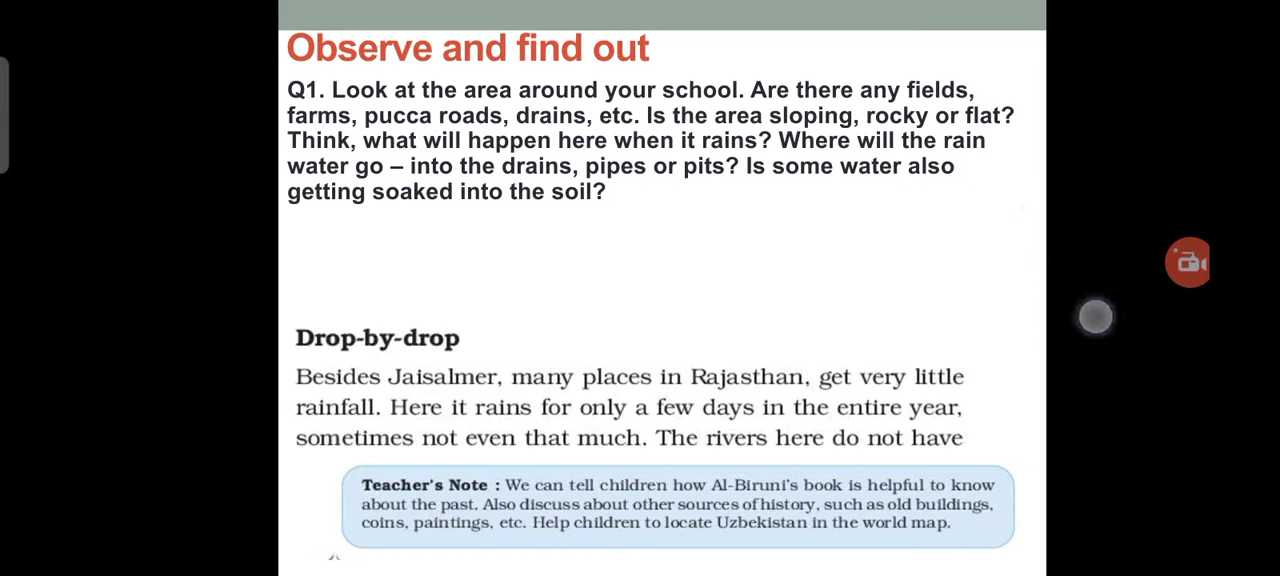 Observe and find out
Q1. Look at the area around your school. Are there any fields,
farms, pucca roads, drains, etc. Is the area sloping, rocky or flat?
Think, what will happen here when it rains? Where will the rain
water go – into the drains, pipes or pits? Is some water also
getting soaked into the soil?
Drop-by-drop
Besides Jaisalmer, many places in Rajasthan, get very little
rainfall. Here it rains for only a few days in the entire year,
sometimes not even that much. The rivers here do not have
Teacher's Note : We can tell children how Al-Biruni's book is helpful to know
about the past. Also discuss about other sources of history, such as old buildings,
coins, paintings, etc. Help children to locate Uzbekistan in the world map.